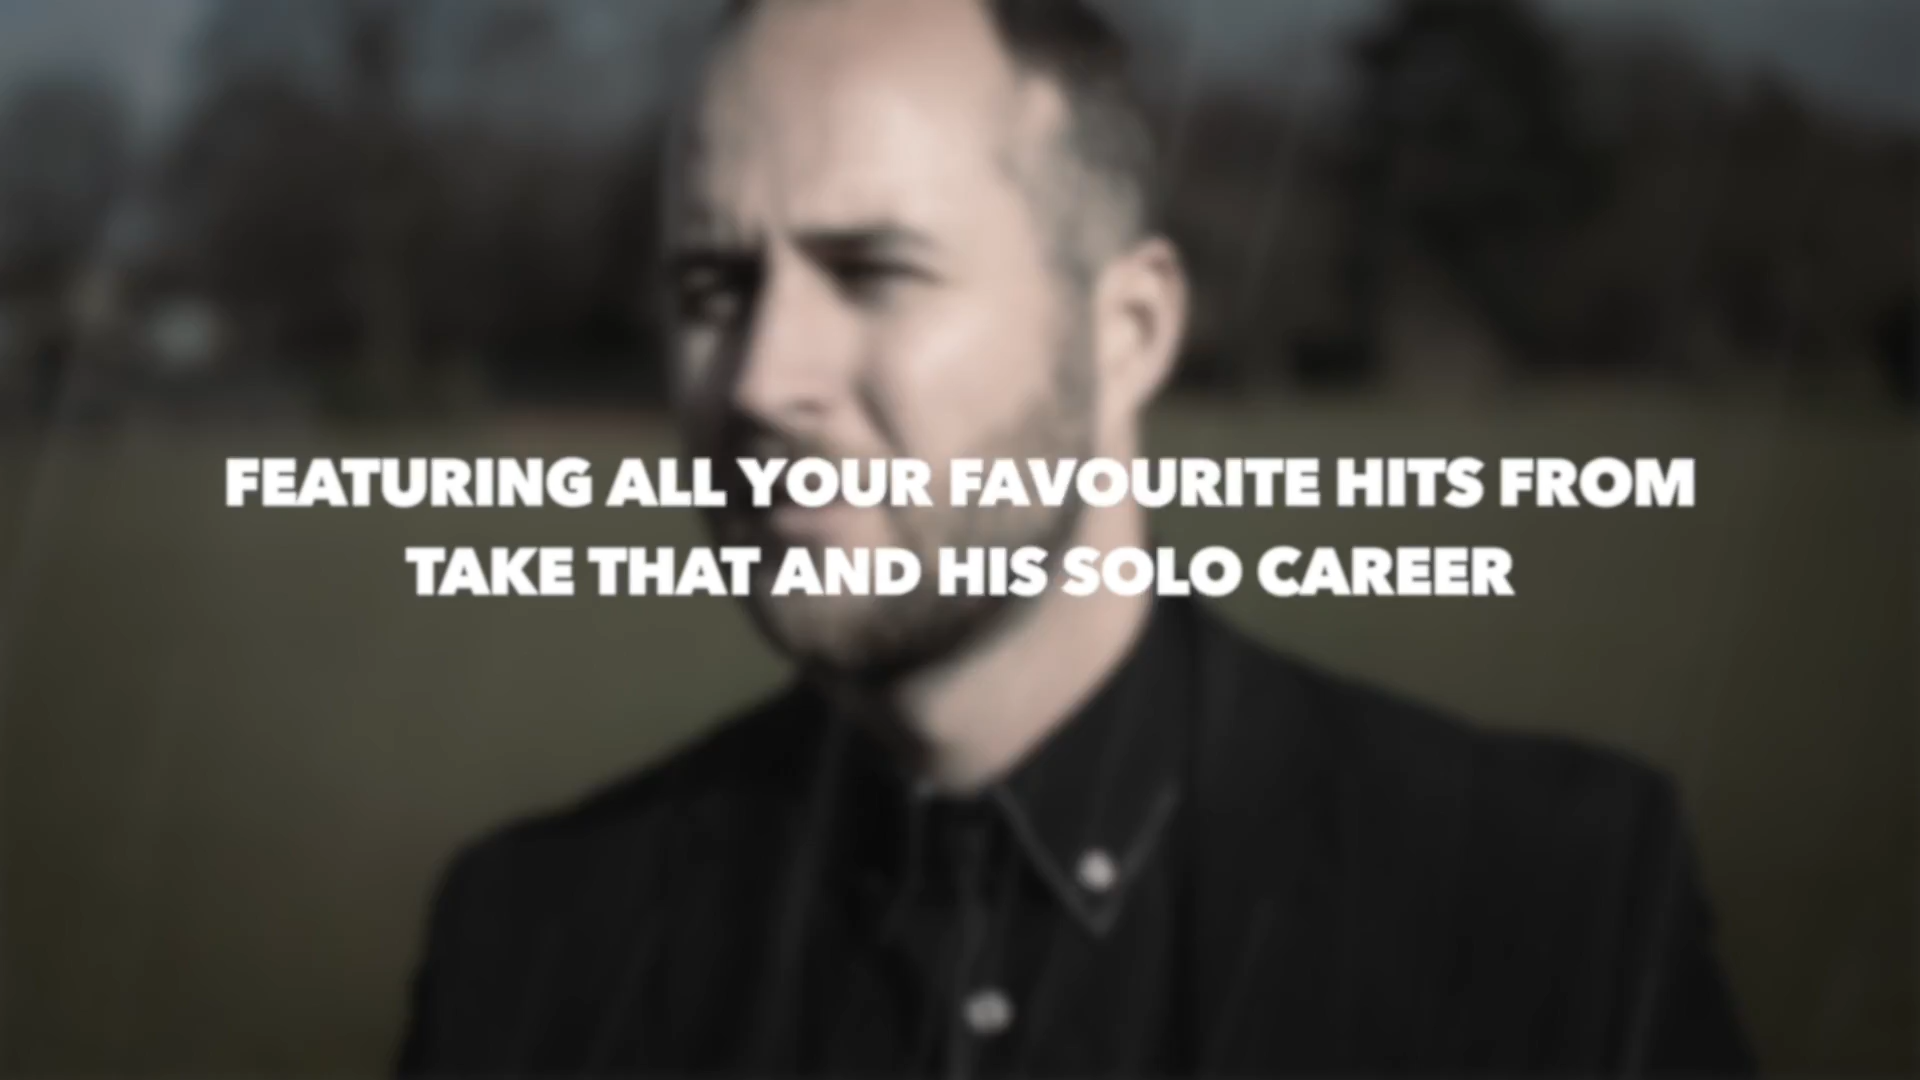 FEATURING ALL YOUR FAVOURITE HITS FROM
TAKE THAT AND HIS SOLO CAREER